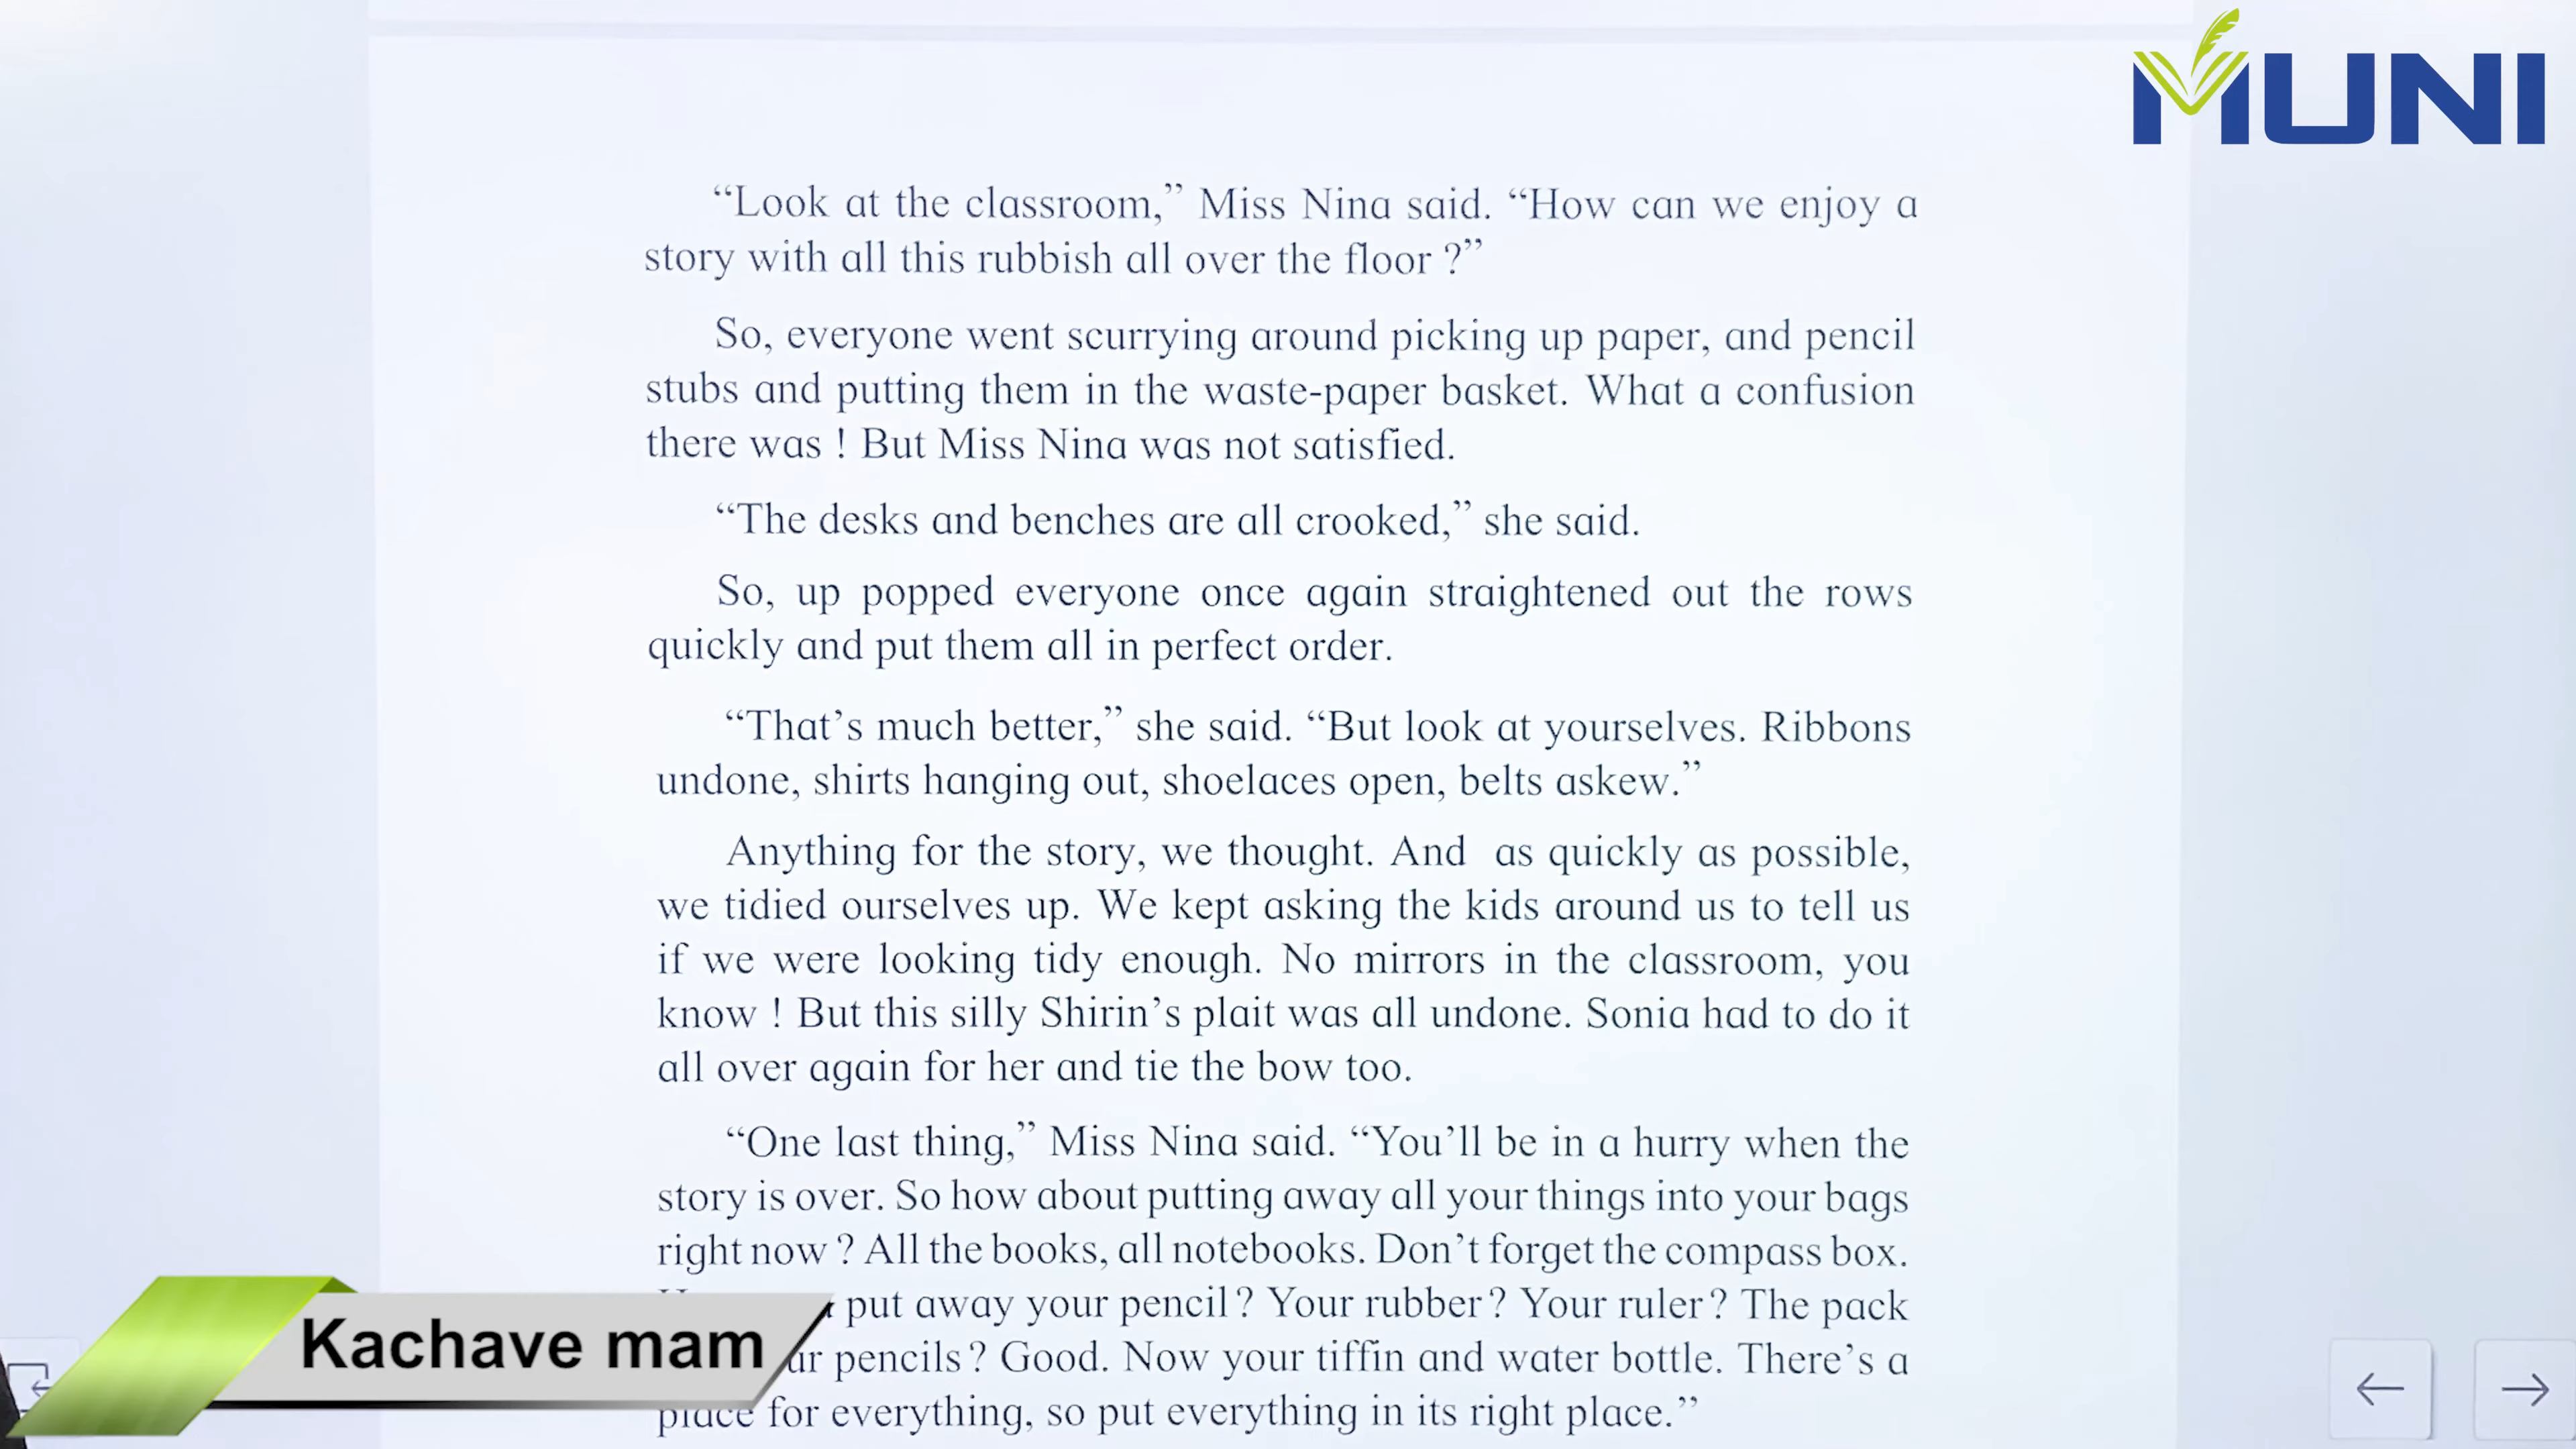 MUNI
“Look at the classroom,” Miss Nina said. “How can we enjoy a
story with all this rubbish all over the floor ?”
So, everyone went scurrying around picking up paper, and pencil
stubs and putting them in the waste-paper basket. What a confusion
there was ! But Miss Nina was not satisfied.
“The desks and benches are all crooked,” she said.
So, up popped everyone once again straightened out the rows
quickly and put them all in perfect order.
“That’s much better,” she said. “But look at yourselves. Ribbons
undone, shirts hanging out, shoelaces open, belts askew.”
Anything for the story, we thought. And as quickly as possible,
we tidied ourselves up. We kept asking the kids around us to tell us
if we were looking tidy enough. No mirrors in the classroom, you
know ! But this silly Shirin’s plait was all undone. Sonia had to do it
all over again for her and tie the bow too.
“One last thing,” Miss Nina said. “You’ll be in a hurry when the
story is over. So how about putting away all your things into your bags
right now ? All the books, all notebooks. Don’t forget the compass box.
put away your pencil ? Your rubber ? Your ruler ? The pack
pencils ? Good. Now your tiffin and water bottle. There’s a
place for everything, so put everything in its right place.”
Kachave mam